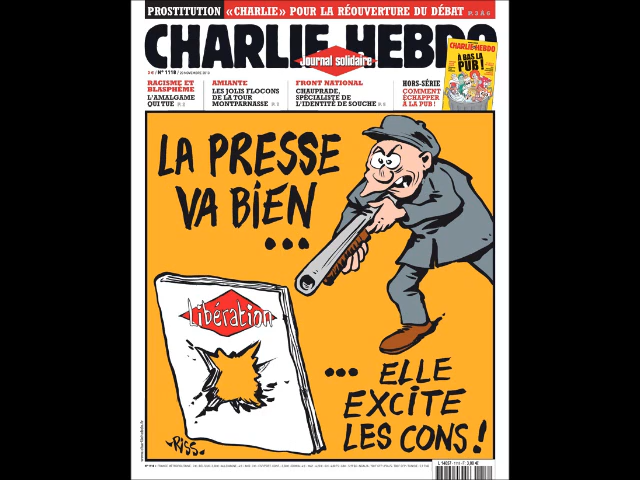 PROSTITUTION « CHARLIE » POUR LA RÉOUVERTURE DU DÉBAT P. 3 À 6
CHARLIE HEBDO
Journal solidaire
N° 1118
RACISME ET
BLASPHÈME
L'AMALGAME
QUI TUE
AMIANTE
LES JOLIS FLOCONS
DE LA TOUR
MONTPARNASSE
FRONT NATIONAL
CHAUPRADE,
SPÉCIALISTE DE
L'IDENTITÉ DE SOUCHE
HORS-SÉRIE
COMMENT
ÉCHAPPER
À LA PUB !
CHARLIE HEBDO
À BAS LA
PUB !
LA PRESSE
VA BIEN
...
Libération
... ELLE
EXCITE
LES CONS !
RISS